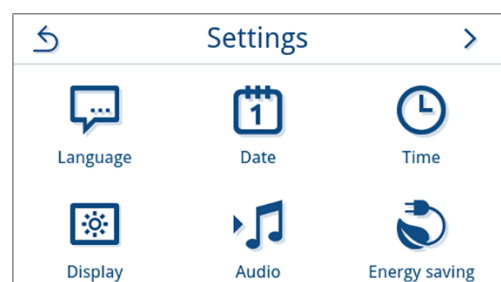 Settings
...
1
Language
Date
Time
Display
Audio
Energy saving